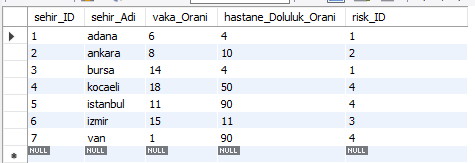 sehir_ID sehir_Adi vaka_Orani hastane_Doluluk_Orani risk_ID
1 adana 6 4 1
2 ankara 8 10 2
3 bursa 14 4 1
4 kocaeli 18 50 4
5 istanbul 11 90 4
6 izmir 15 11 3
7 van 1 90 4
NULL NULL NULL NULL NULL